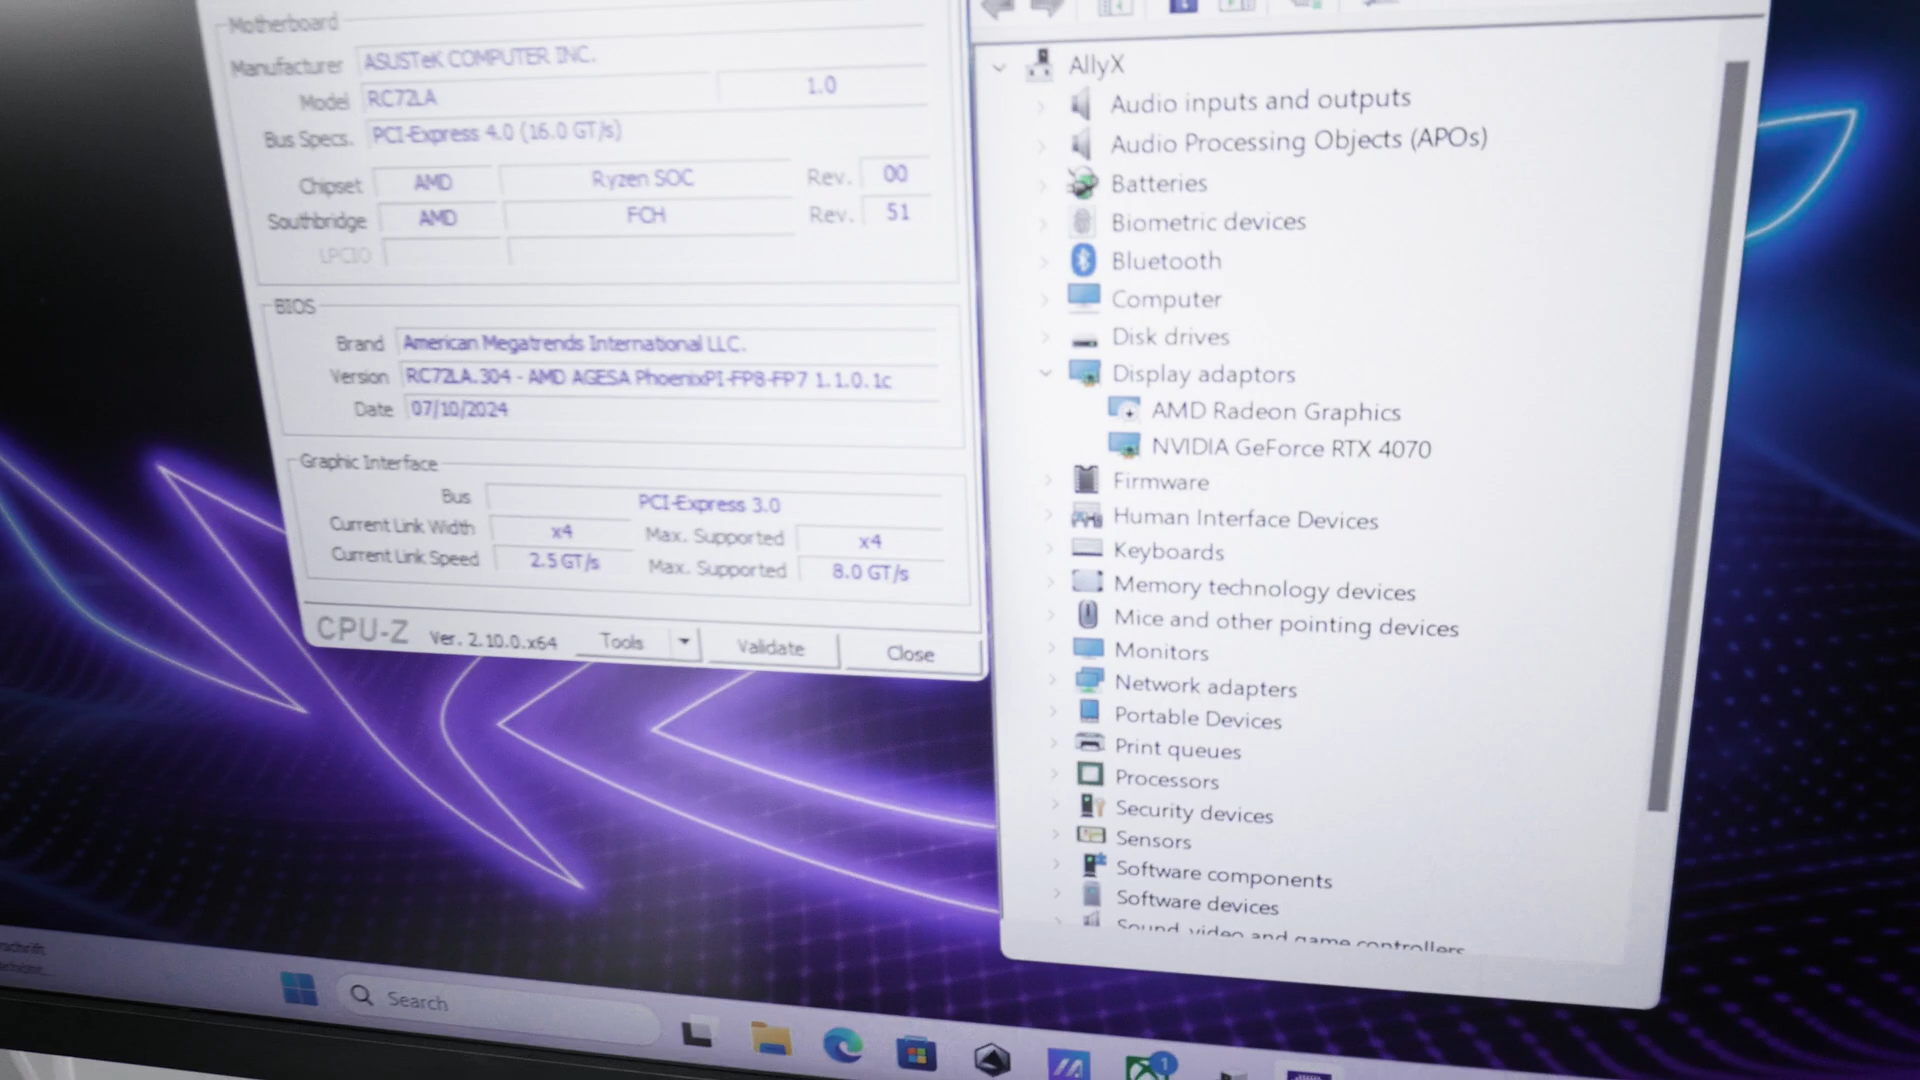 Motherboard
Manufacturer ASUSTeK COMPUTER INC.
Model RC72LA 1.0
Bus Specs. PCI-Express 4.0 (16.0 GT/s)
Chipset AMD Ryzen SOC Rev. 00
Southbridge AMD FCH Rev. 51
LPCIO
BIOS
Brand American Megatrends International LLC.
Version RC72LA.304 - AMD AGESA PhoenixPI-FP8-FP7 1.1.0.1c
Date 07/10/2024
Graphic Interface
Bus PCI-Express 3.0
Current Link Width x4 Max. Supported x4
Current Link Speed 2.5 GT/s Max. Supported 8.0 GT/s
CPU-Z Ver. 2.10.0.x64 Tools Validate Close
AllyX
Audio inputs and outputs
Audio Processing Objects (APOs)
Batteries
Biometric devices
Bluetooth
Computer
Disk drives
Display adaptors
AMD Radeon Graphics
NVIDIA GeForce RTX 4070
Firmware
Human Interface Devices
Keyboards
Memory technology devices
Mice and other pointing devices
Monitors
Network adapters
Portable Devices
Print queues
Processors
Security devices
Sensors
Software components
Software devices
Sound, video and game controllers
Search
1